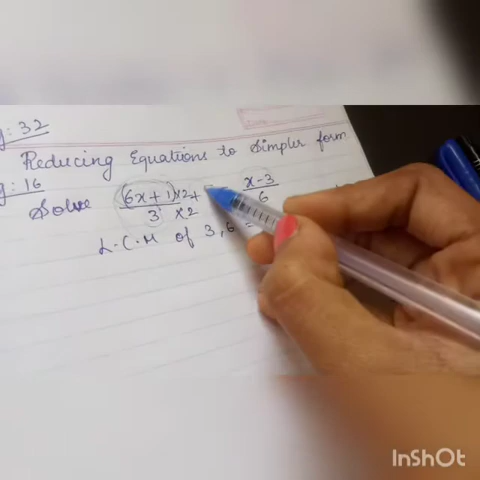 g: 32
Reducing Equations to Simpler form
g: 16
Solve (6x+1)×2 + x-3
3 ×2 6
L.C.M of 3, 6 =
InShOt